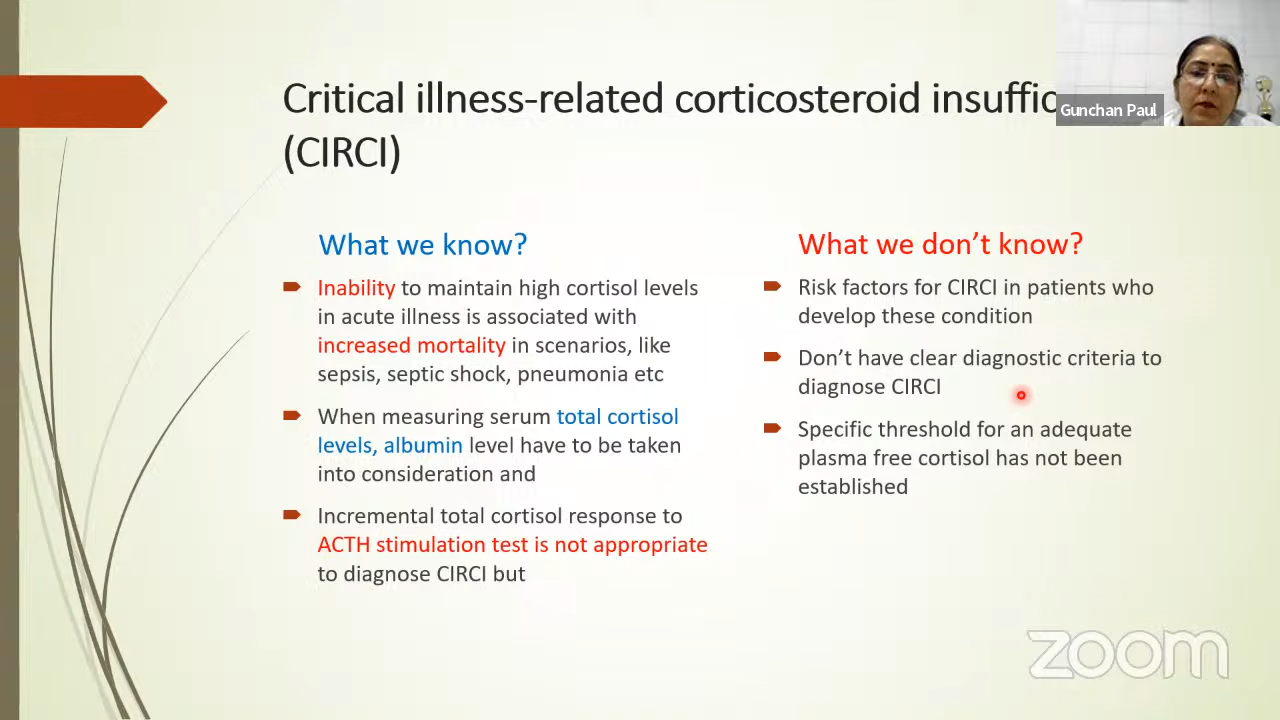 Critical illness-related corticosteroid
(CIRCI)
Gunchan Paul
What we know?
Inability to maintain high cortisol levels
in acute illness is associated with
increased mortality in scenarios, like
sepsis, septic shock, pneumonia etc
When measuring serum total cortisol
levels, albumin level have to be taken
into consideration and
Incremental total cortisol response to
ACTH stimulation test is not appropriate
to diagnose CIRCI but
What we don't know?
Risk factors for CIRCI in patients who
develop these condition
Don't have clear diagnostic criteria to
diagnose CIRCI
Specific threshold for an adequate
plasma free cortisol has not been
established
zoom